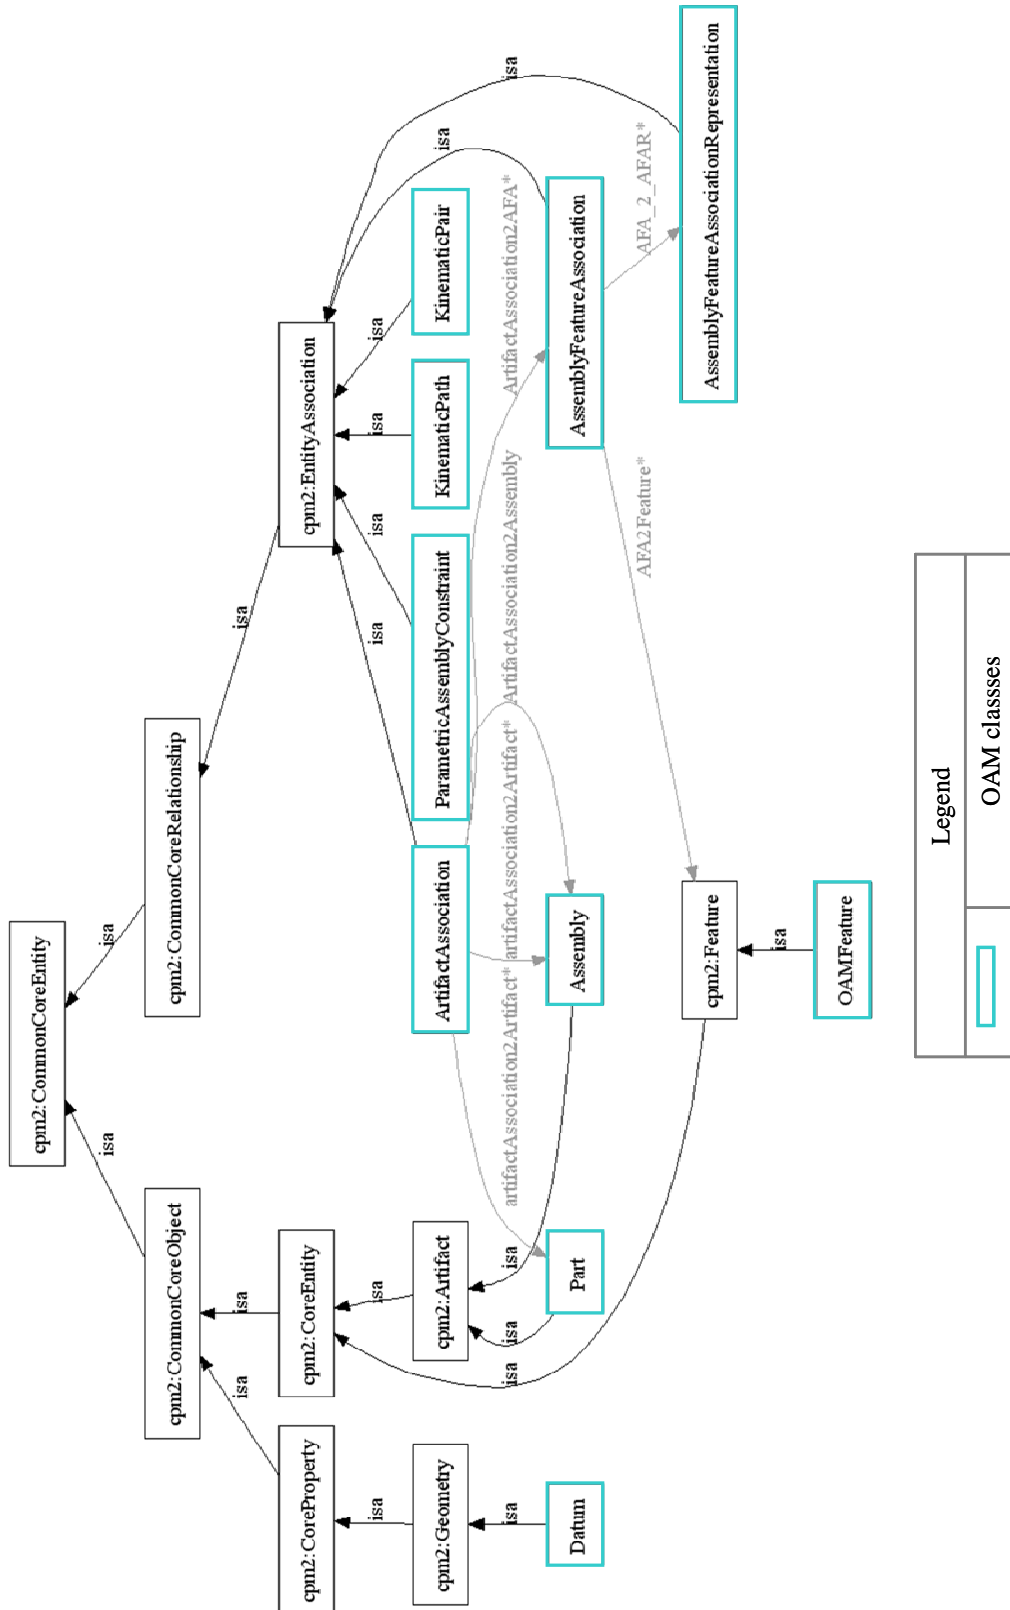 cpm2:CommonCoreEntity
isa
isa
cpm2:CommonCoreObject
cpm2:CommonCoreRelationship
isa
isa
isa
cpm2:CoreProperty
cpm2:CoreEntity
cpm2:EntityAssociation
isa
isa
isa
isa
isa
isa
isa
isa
cpm2:Geometry
cpm2:Artifact
ArtifactAssociation
ParametricAssemblyConstraint
KinematicPath
KinematicPair
isa
isa
isa
isa
artifactAssociation2Artifact*
artifactAssociation2Artifact*
ArtifactAssociation2Assembly
ArtifactAssociation2AFA*
Datum
Part
Assembly
AssemblyFeatureAssociation
AFA2Feature*
AFA_2_AFAR*
cpm2:Feature
AssemblyFeatureAssociationRepresentation
isa
OAMFeature
Legend
OAM classses